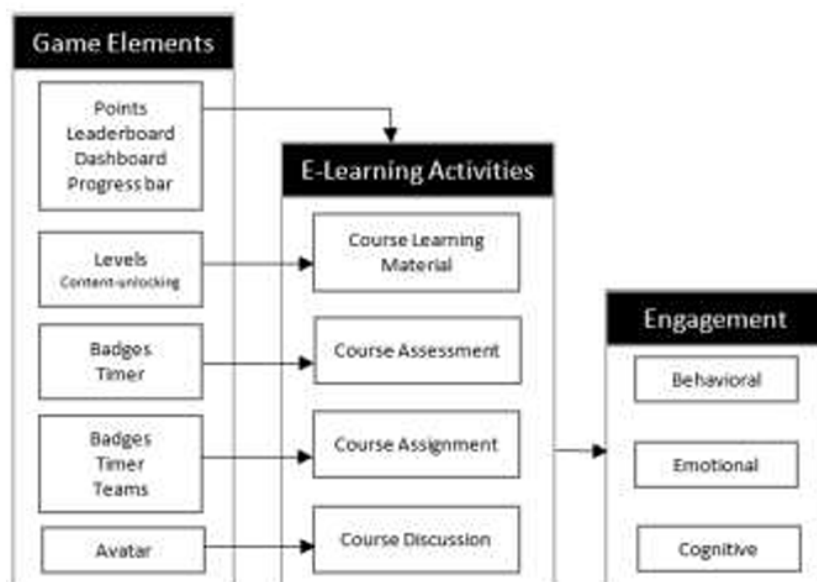 Game Elements
Points
Leaderboard
Dashboard
Progress bar
Levels
Content-unlocking
Badges
Timer
Badges
Timer
Teams
Avatar
E-Learning Activities
Course Learning
Material
Course Assessment
Course Assignment
Course Discussion
Engagement
Behavioral
Emotional
Cognitive